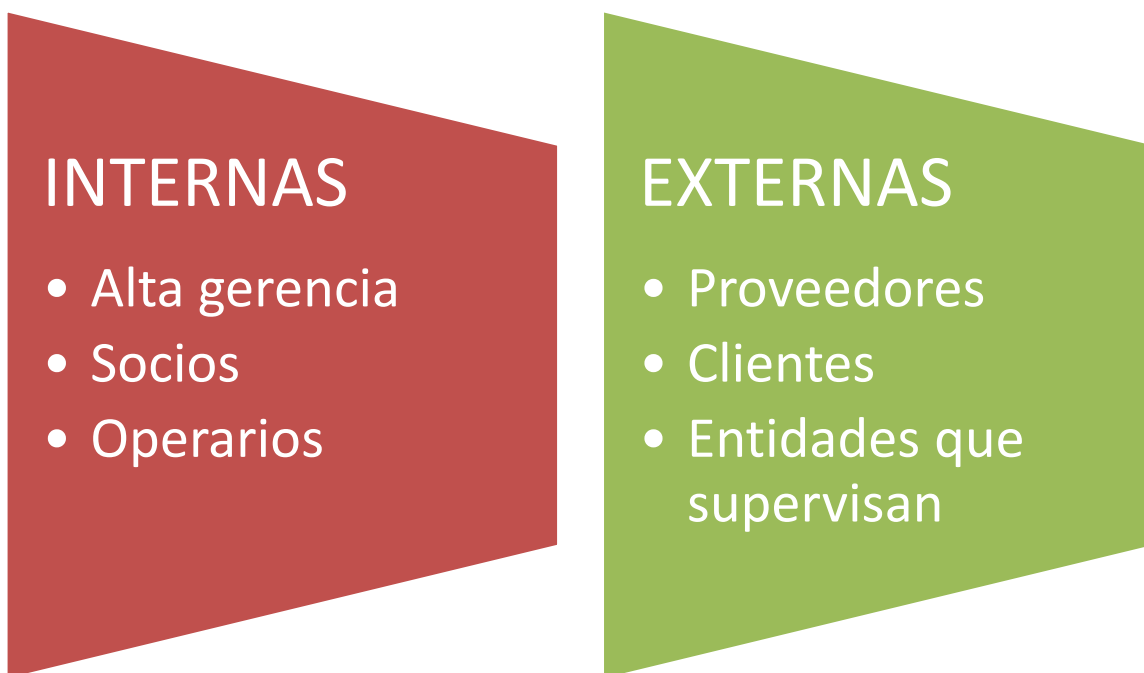 INTERNAS
• Alta gerencia
• Socios
• Operarios
EXTERNAS
• Proveedores
• Clientes
• Entidades que
supervisan